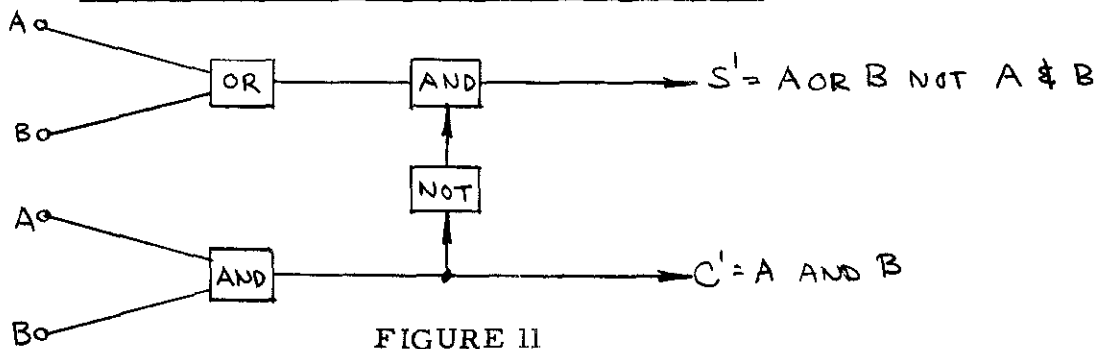 A
OR AND S' = A OR B NOT A & B
B
NOT
A
AND C' = A AND B
B
FIGURE 11